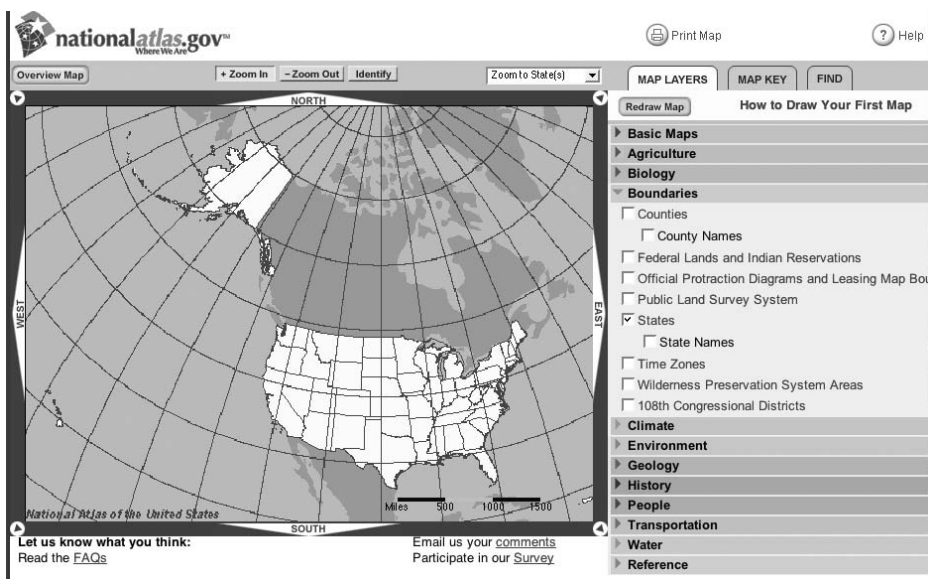 nationalatlas.gov™
Where We Are
Print Map
Help
Overview Map
+ Zoom In
– Zoom Out
Identify
Zoom to State(s)
MAP LAYERS
MAP KEY
FIND
Redraw Map
How to Draw Your First Map
NORTH
WEST
EAST
SOUTH
Basic Maps
Agriculture
Biology
Boundaries
Counties
County Names
Federal Lands and Indian Reservations
Official Protraction Diagrams and Leasing Map Bou
Public Land Survey System
States
State Names
Time Zones
Wilderness Preservation System Areas
108th Congressional Districts
Climate
Environment
Geology
History
People
Transportation
Water
Reference
Miles 500 1000 1500
National Atlas of the United States
Let us know what you think:
Read the FAQs
Email us your comments
Participate in our Survey